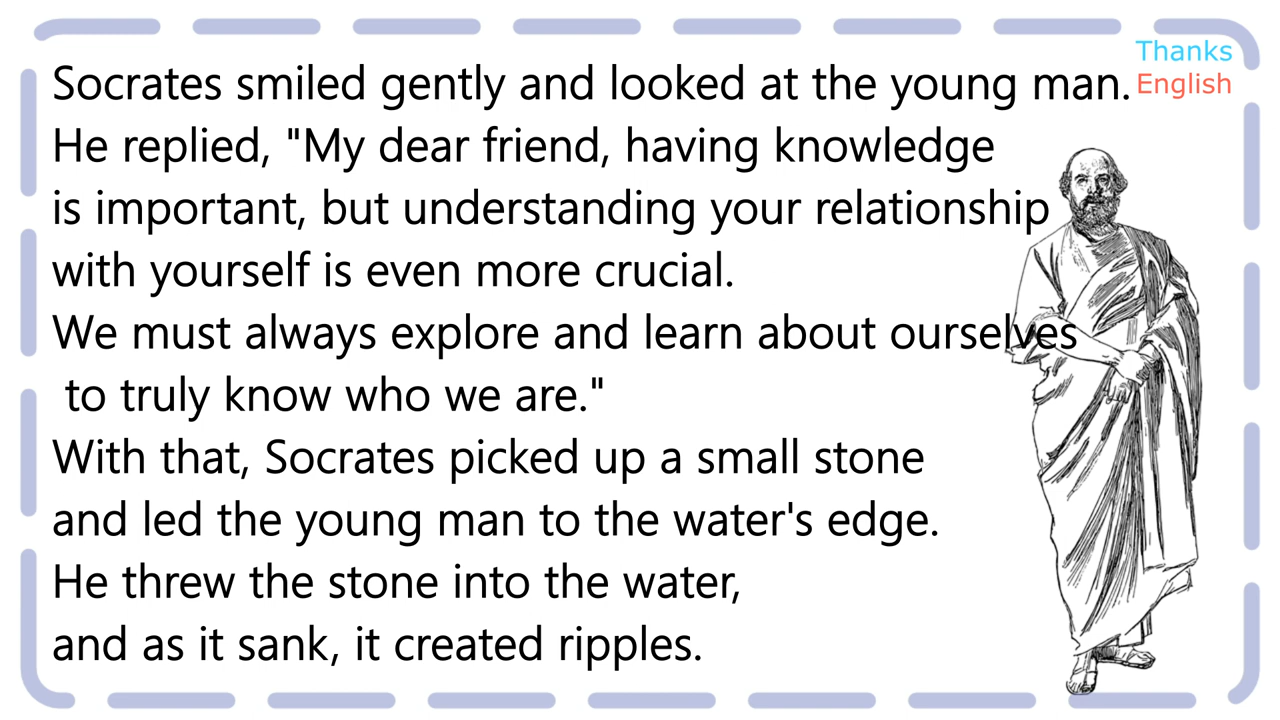 Thanks
English
Socrates smiled gently and looked at the young man.
He replied, "My dear friend, having knowledge
is important, but understanding your relationship
with yourself is even more crucial.
We must always explore and learn about ourselves
to truly know who we are."
With that, Socrates picked up a small stone
and led the young man to the water's edge.
He threw the stone into the water,
and as it sank, it created ripples.